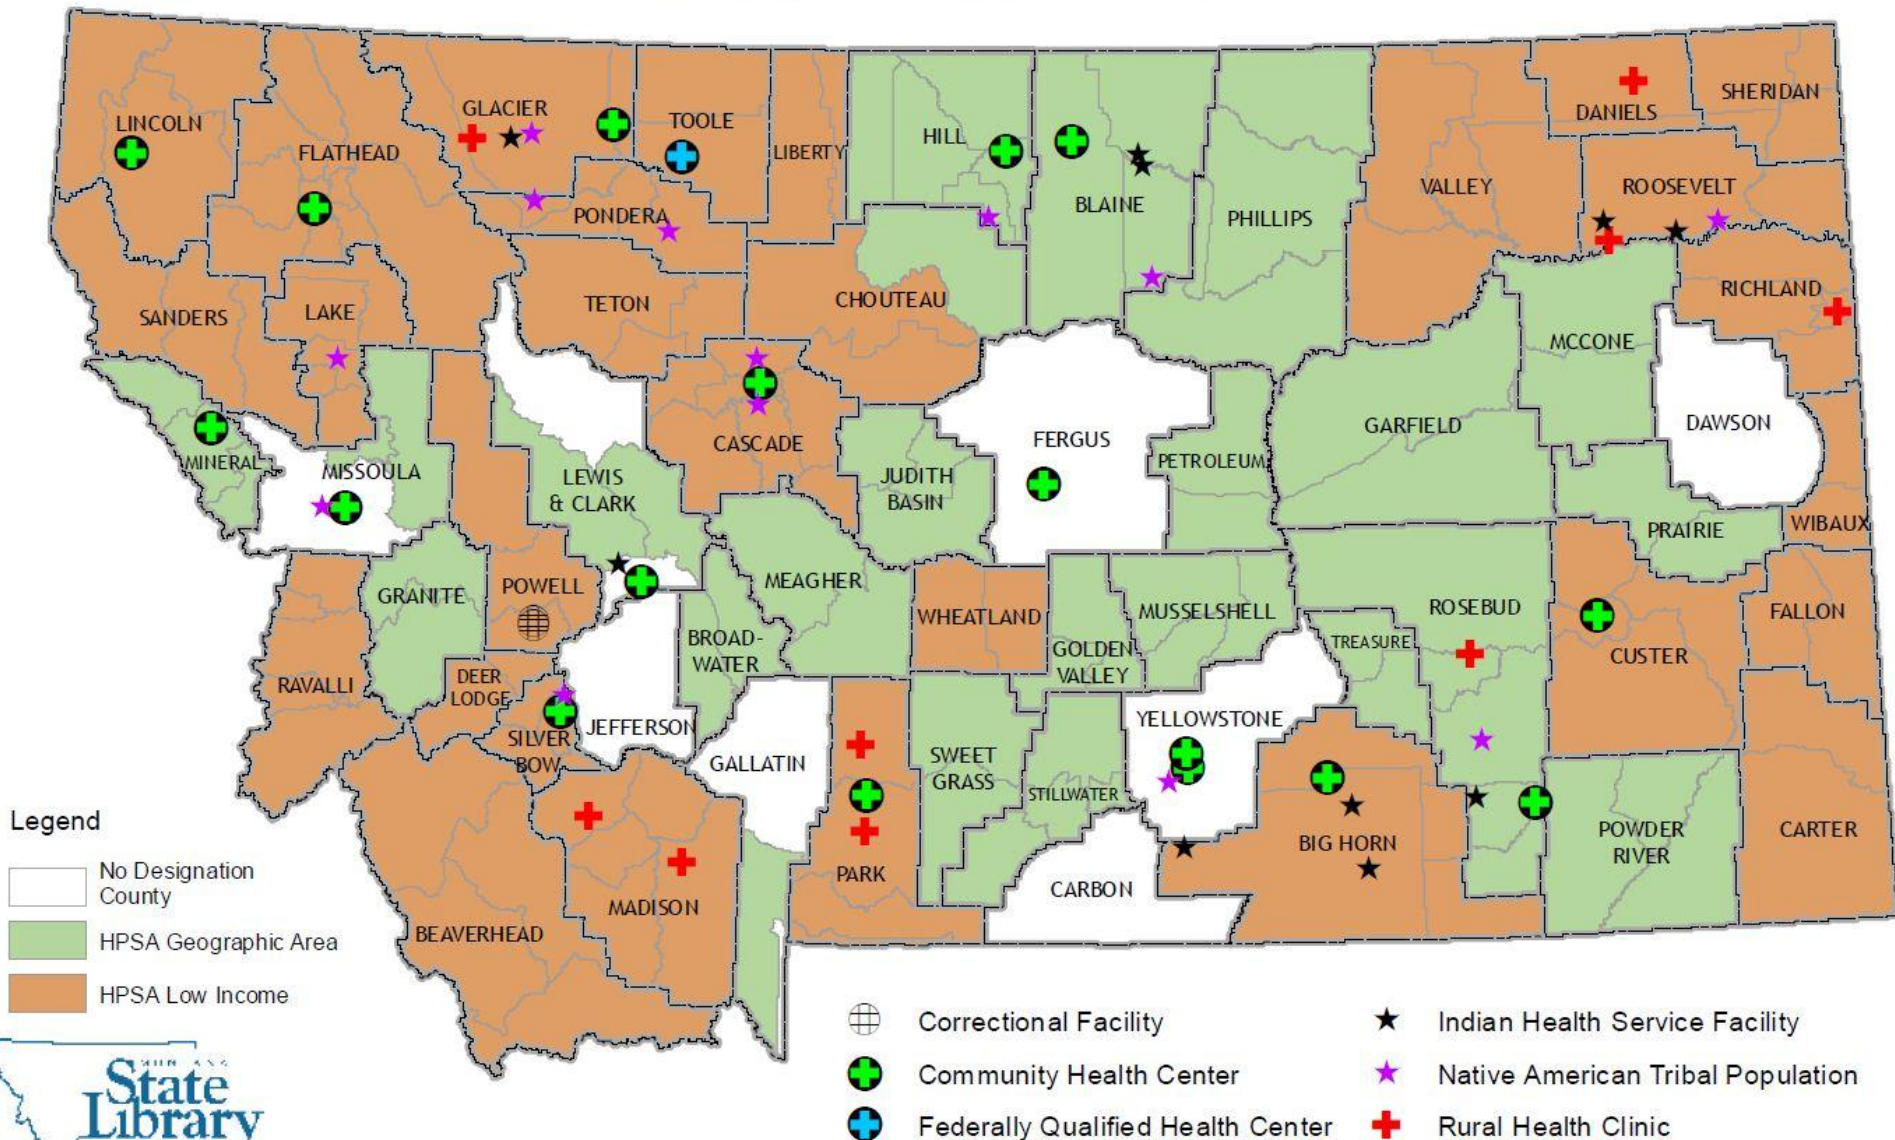 LINCOLN
FLATHEAD
GLACIER
TOOLE
LIBERTY
HILL
BLAINE
PHILLIPS
VALLEY
DANIELS
SHERIDAN
ROOSEVELT
PONDERA
RICHLAND
SANDERS
LAKE
TETON
CHOUTEAU
MCCONE
DAWSON
GARFIELD
MINERAL
MISSOULA
LEWIS
& CLARK
CASCADE
JUDITH
BASIN
FERGUS
PETROLEUM
PRAIRIE
WIBAUX
GRANITE
POWELL
MEAGHER
WHEATLAND
MUSSELSHELL
ROSEBUD
FALLON
BROAD-
WATER
GOLDEN
VALLEY
TREASURE
CUSTER
RAVALLI
DEER
LODGE
SILVER
BOW
JEFFERSON
GALLATIN
SWEET
GRASS
STILLWATER
YELLOWSTONE
BIG HORN
POWDER
RIVER
CARTER
PARK
CARBON
MADISON
BEAVERHEAD
Legend
No Designation
County
HPSA Geographic Area
HPSA Low Income
State
Library
Correctional Facility
Community Health Center
Federally Qualified Health Center
Indian Health Service Facility
Native American Tribal Population
Rural Health Clinic